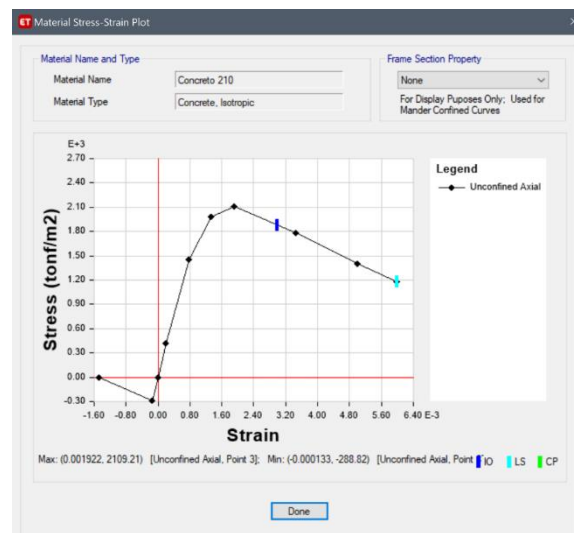 ET Material Stress-Strain Plot
Material Name and Type
Material Name Concreto 210
Material Type Concrete, Isotropic
Frame Section Property
None
For Display Puposes Only; Used for
Mander Confined Curves
E+3
2.70
2.40
2.10
1.80
1.50
1.20
0.90
0.60
0.30
0.00
-0.30
Stress (tonf/m2)
-1.60 -0.80 0.00 0.80 1.60 2.40 3.20 4.00 4.80 5.60 6.40 E-3
Strain
Legend
Unconfined Axial
Max: (0.001922, 2109.21) [Unconfined Axial, Point 3]; Min: (-0.000133, -288.82) [Unconfined Axial, Point
IO LS CP
Done